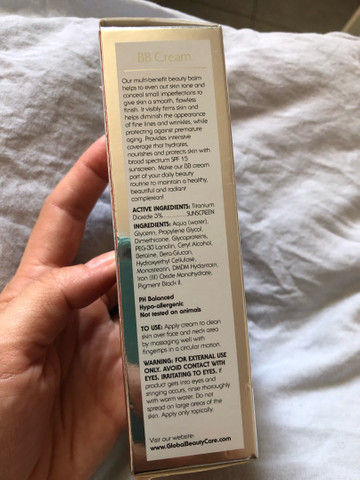 BB Cream
Our multi-benefit beauty balm
helps to even our skin tone and
conceal small imperfections to
give skin a smooth, flawless
finish. It visibly firms skin and
helps diminish the appearance
of fine lines and wrinkles, while
protecting against premature
aging. Provides intensive
coverage that hydrates,
nourishes and protects skin with
broad spectrum SPF 15
sunscreen. Make our BB cream
part of your daily beauty
routine to maintain a healthy,
beautiful and radiant
complexion!
ACTIVE INGREDIENTS: Titanium
Dioxide 3%..............SUNSCREEN
INGREDIENTS: Aqua (water),
Glycerin, Propylene Glycol,
Dimethicone, Glycoproteins,
PEG-30 Lanolin, Ceryl Alcohol,
Betaine, Beta-Glucan,
Hydroxyethyl Cellulose,
Monostreain, DMDM Hydantoin,
Iron (III) Oxide Monohydrate,
Pigment Black II.
PH Balanced
Hypo-allergenic
Not tested on animals
TO USE: Apply cream to clean
skin over face and neck area
by massaging well with
fingertips in a circular motion.
WARNING: FOR EXTERNAL USE
ONLY. AVOID CONTACT WITH
EYES. IRRITATING TO EYES. If
product gets into eyes and
stinging occurs, rinse thoroughly
with warm water. Do not
spread on large areas of the
skin. Apply only topically.
Visit our website:
www.GlobalBeautyCare.com